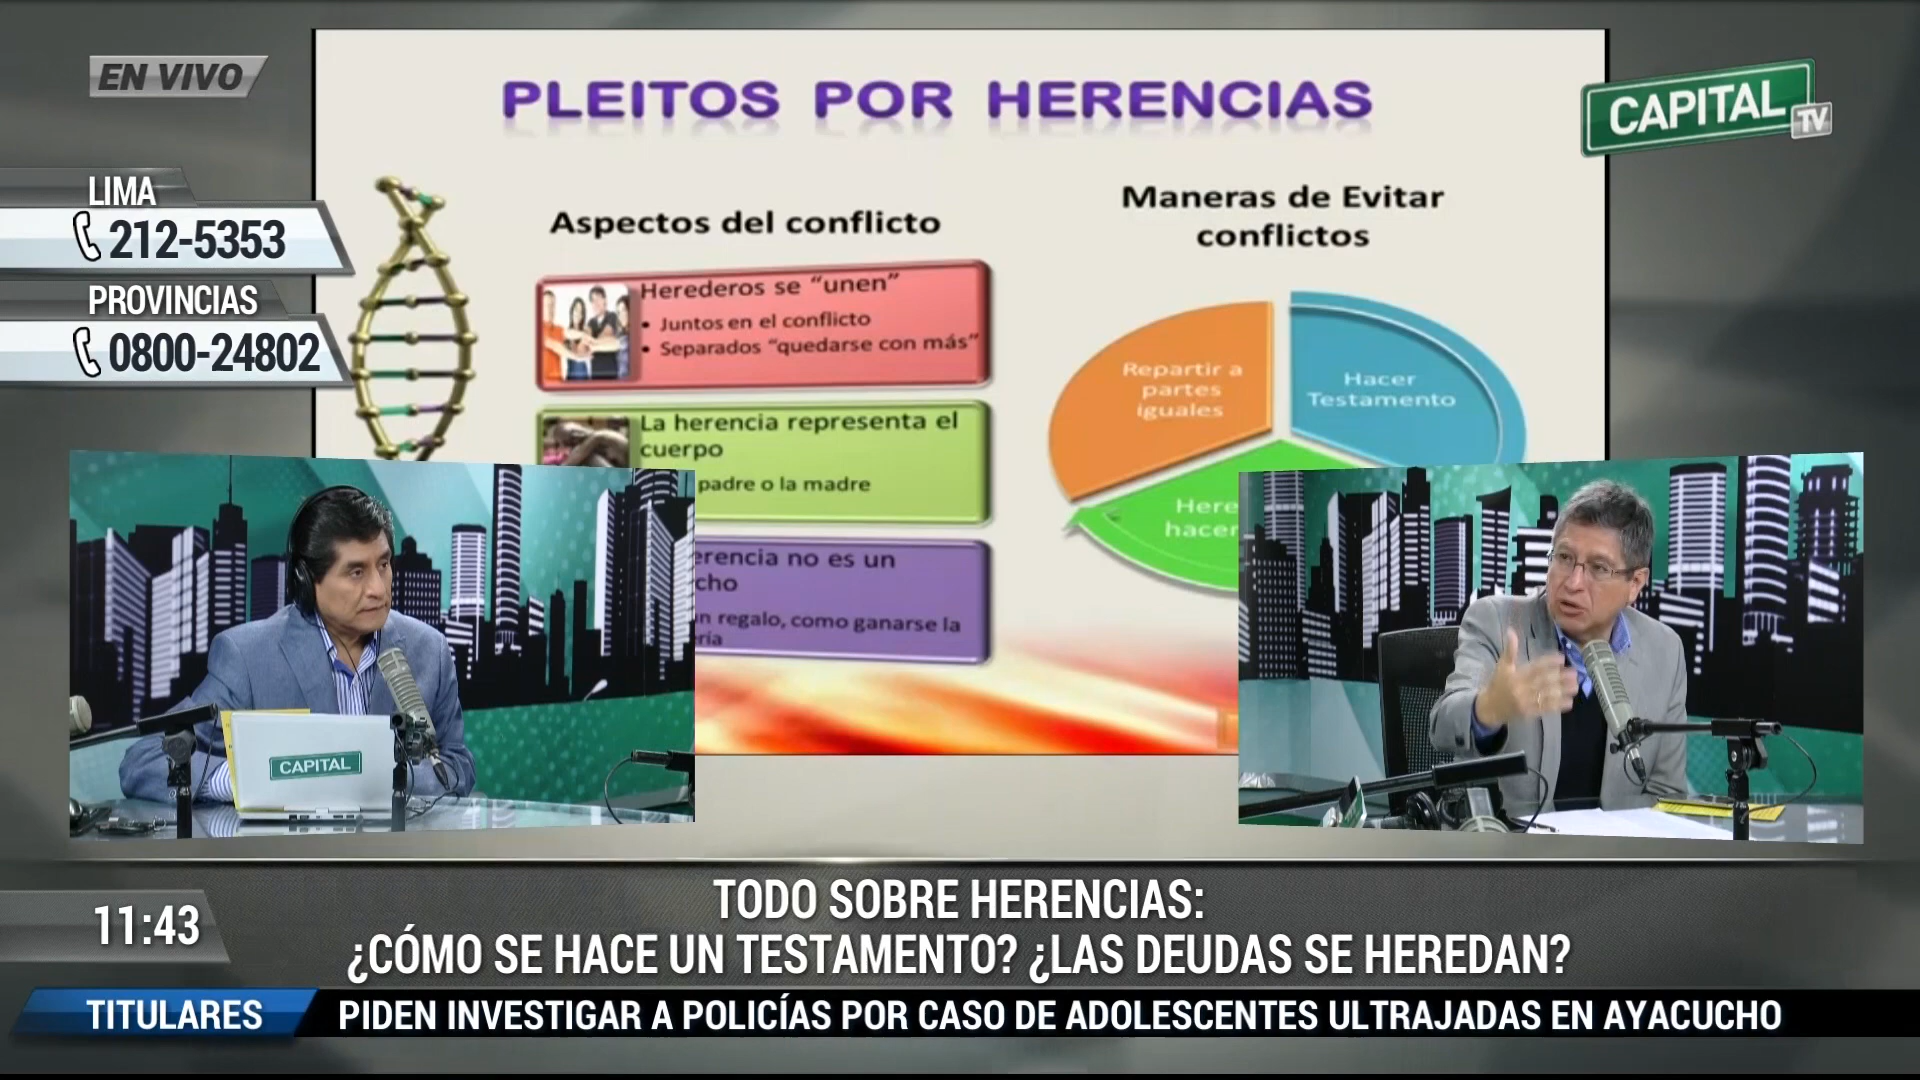 EN VIVO
PLEITOS POR HERENCIAS
CAPITAL
TV
LIMA
212-5353
PROVINCIAS
0800-24802
Aspectos del conflicto
Herederos se “unen”
• Juntos en el conflicto
• Separados “quedarse con más”
La herencia representa el
cuerpo
padre o la madre
no es un
regalo, como ganarse la
Maneras de Evitar
conflictos
Repartir a
partes
iguales
Hacer
Testamento
CAPITAL
11:43
TODO SOBRE HERENCIAS:
¿CÓMO SE HACE UN TESTAMENTO? ¿LAS DEUDAS SE HEREDAN?
TITULARES
PIDEN INVESTIGAR A POLICÍAS POR CASO DE ADOLESCENTES ULTRAJADAS EN AYACUCHO